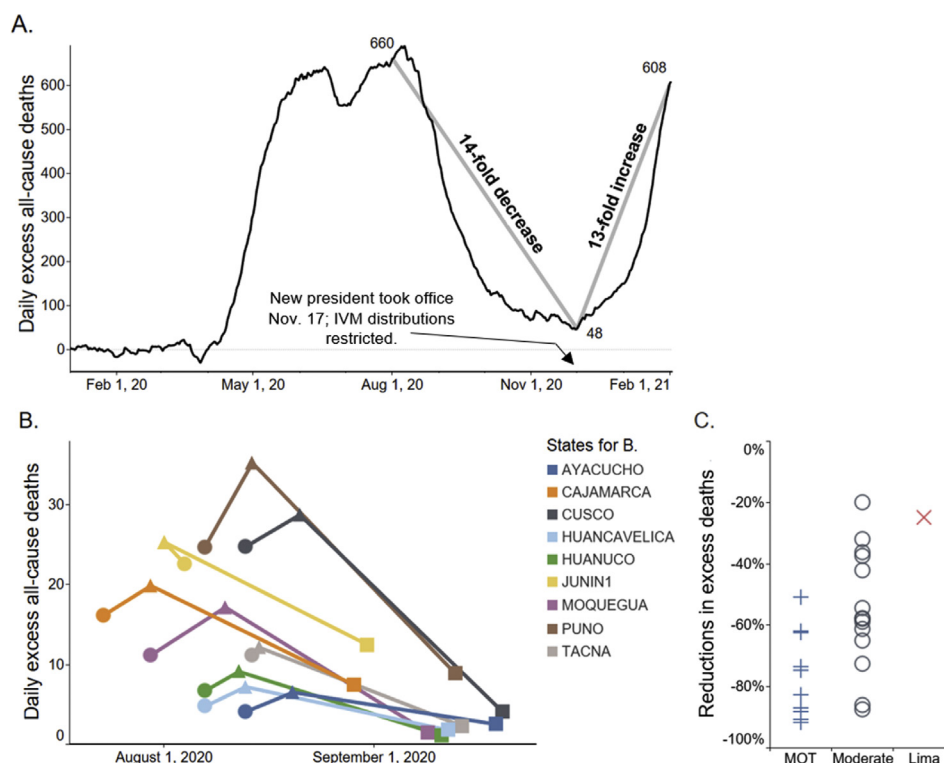 A.
Daily excess all-cause deaths
600
500
400
300
200
100
0
660
608
14-fold decrease
13-fold increase
New president took office
Nov. 17; IVM distributions
restricted.
48
Feb 1, 20
May 1, 20
Aug 1, 20
Nov 1, 20
Feb 1, 21
B.
Daily excess all-cause deaths
30
20
10
0
August 1, 2020
September 1, 2020
States for B.
AYACUCHO
CAJAMARCA
CUSCO
HUANCAVELICA
HUANUCO
JUNIN1
MOQUEGUA
PUNO
TACNA
C.
Reductions in excess deaths
0%
-20%
-40%
-60%
-80%
-100%
MOT
Moderate
Lima